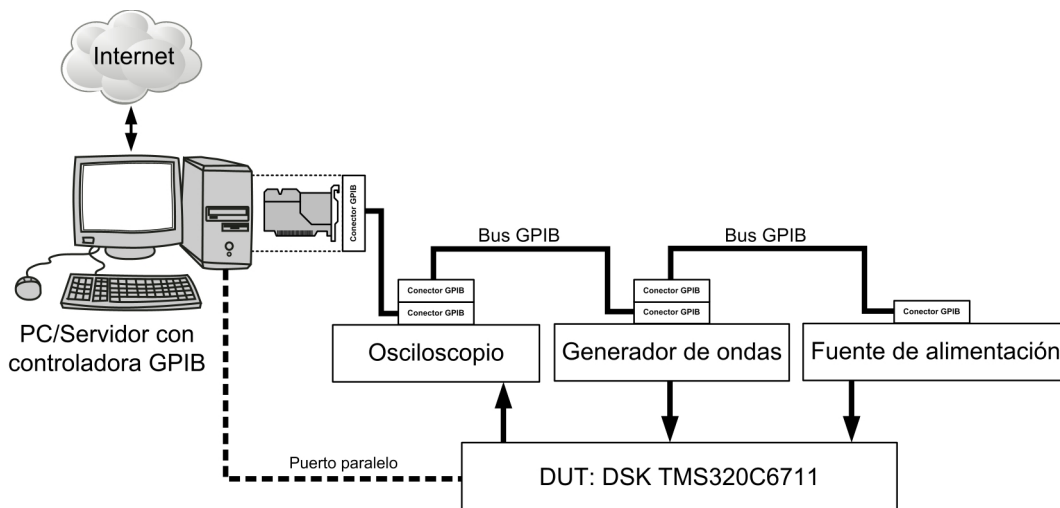 Internet
Conector GPIB
Bus GPIB
Bus GPIB
Conector GPIB
Conector GPIB
Conector GPIB
Conector GPIB
Conector GPIB
PC/Servidor con
controladora GPIB
Osciloscopio
Generador de ondas
Fuente de alimentación
Puerto paralelo
DUT: DSK TMS320C6711